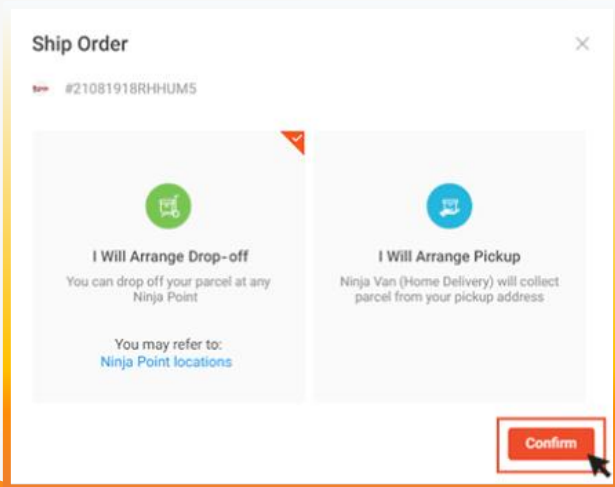 Ship Order
#21081918RHHUM5
I Will Arrange Drop-off
You can drop off your parcel at any
Ninja Point
You may refer to:
Ninja Point locations
I Will Arrange Pickup
Ninja Van (Home Delivery) will collect
parcel from your pickup address
Confirm